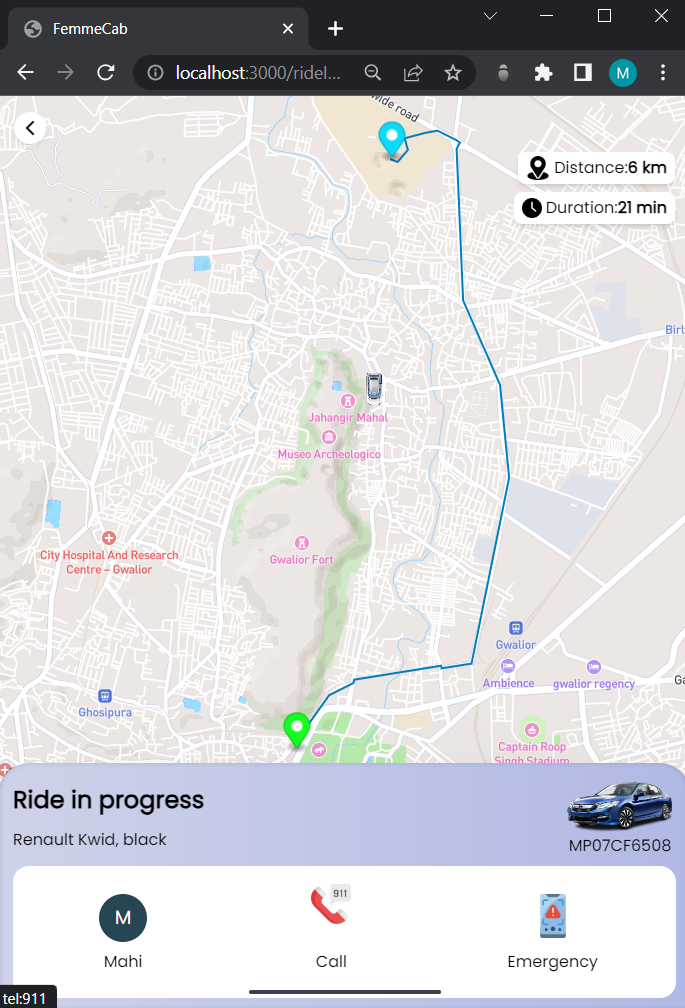 FemmeCab
localhost:3000/rideI...
M
Wide road
Distance:6 km
Duration:21 min
Birl
Jahangir Mahal
Museo Archeologico
City Hospital And Research
Centre – Gwalior
Gwalior Fort
Gwalior
Ambience
gwalior regency
Ga
Ghosipura
Captain Roop
Singh Stadium
Ride in progress
Renault Kwid, black
MP07CF6508
M
911
Mahi
Call
Emergency
tel:911